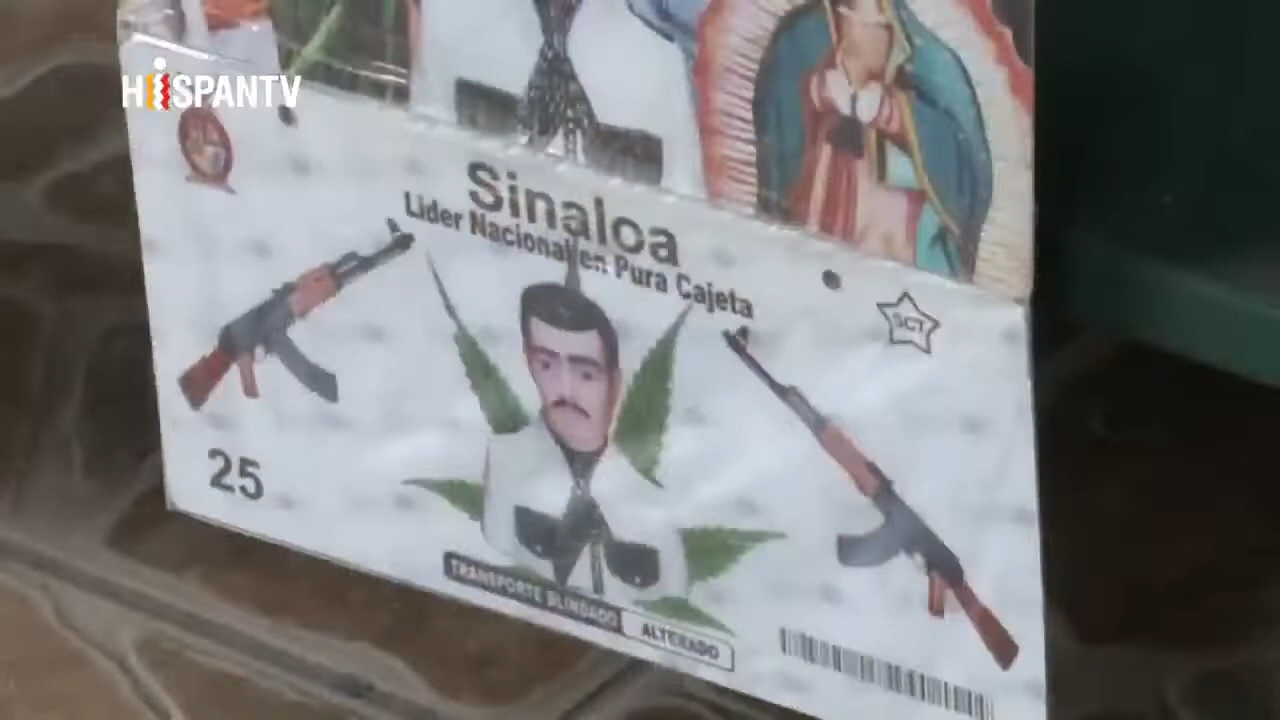 HISPANTV
Sinaloa
Lider Nacional en Pura Cajeta
SCT
25
TRANSPORTE BLINDADO
ALTERADO